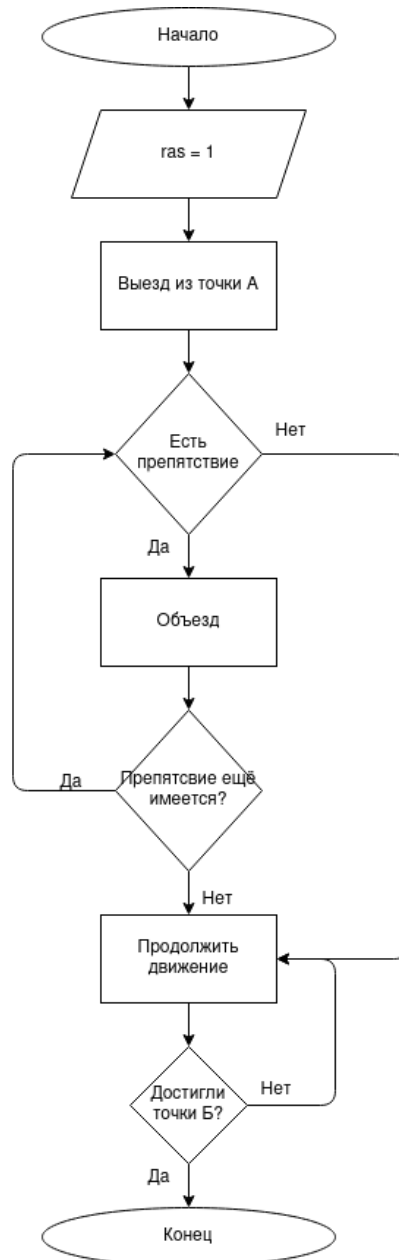 Начало
ras = 1
Выезд из точки А
Есть
препятствие
Нет
Да
Объезд
Препятсвие ещё
имеется?
Да
Нет
Продолжить
движение
Достигли
точки Б?
Нет
Да
Конец